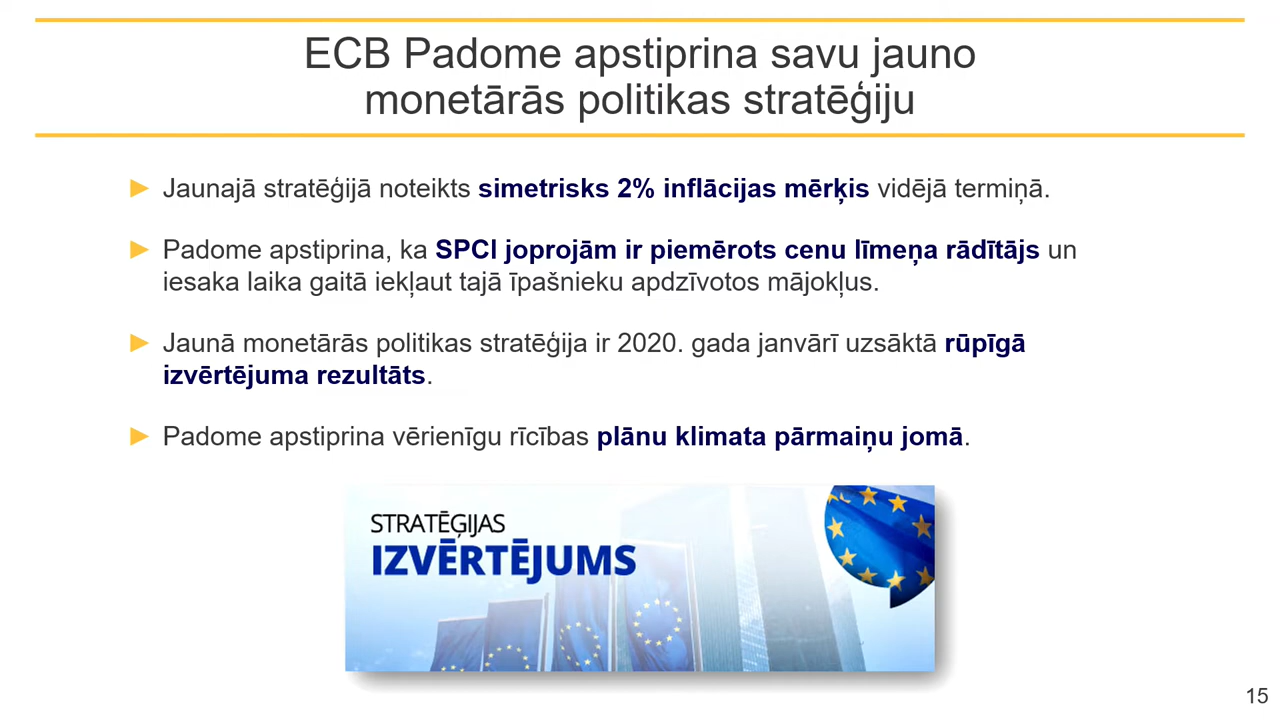 ECB Padome apstiprina savu jauno
monetārās politikas stratēģiju
► Jaunajā stratēģijā noteikts simetrisks 2% inflācijas mērķis vidējā termiņā.
► Padome apstiprina, ka SPCI joprojām ir piemērots cenu līmeņa rādītājs un
iesaka laika gaitā iekļaut tajā īpašnieku apdzīvotos mājokļus.
► Jaunā monetārās politikas stratēģija ir 2020. gada janvārī uzsāktā rūpīgā
izvērtējuma rezultāts.
► Padome apstiprina vērienīgu rīcības plānu klimata pārmaiņu jomā.
STRATĒĢIJAS
IZVĒRTĒJUMS
15